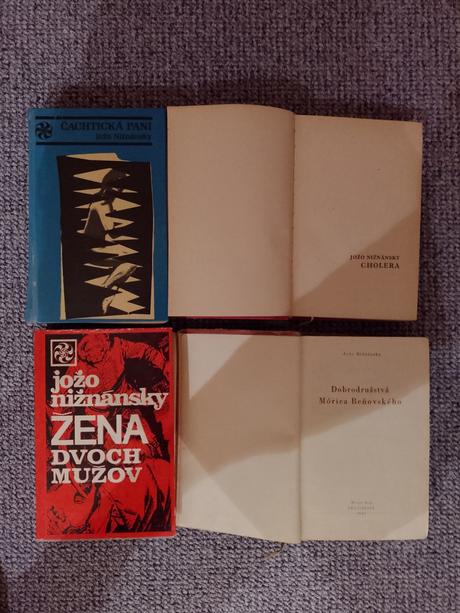 ČACHTICKÁ PANI
Jožo Nižnánsky
JOŽO NIŽNÁNSKY
CHOLERA
jožo
nižnánsky
ŽENA
DVOCH
MUŽOV
Jožo Nižnánsky
Dobrodružstvá
Mórica Beňovského